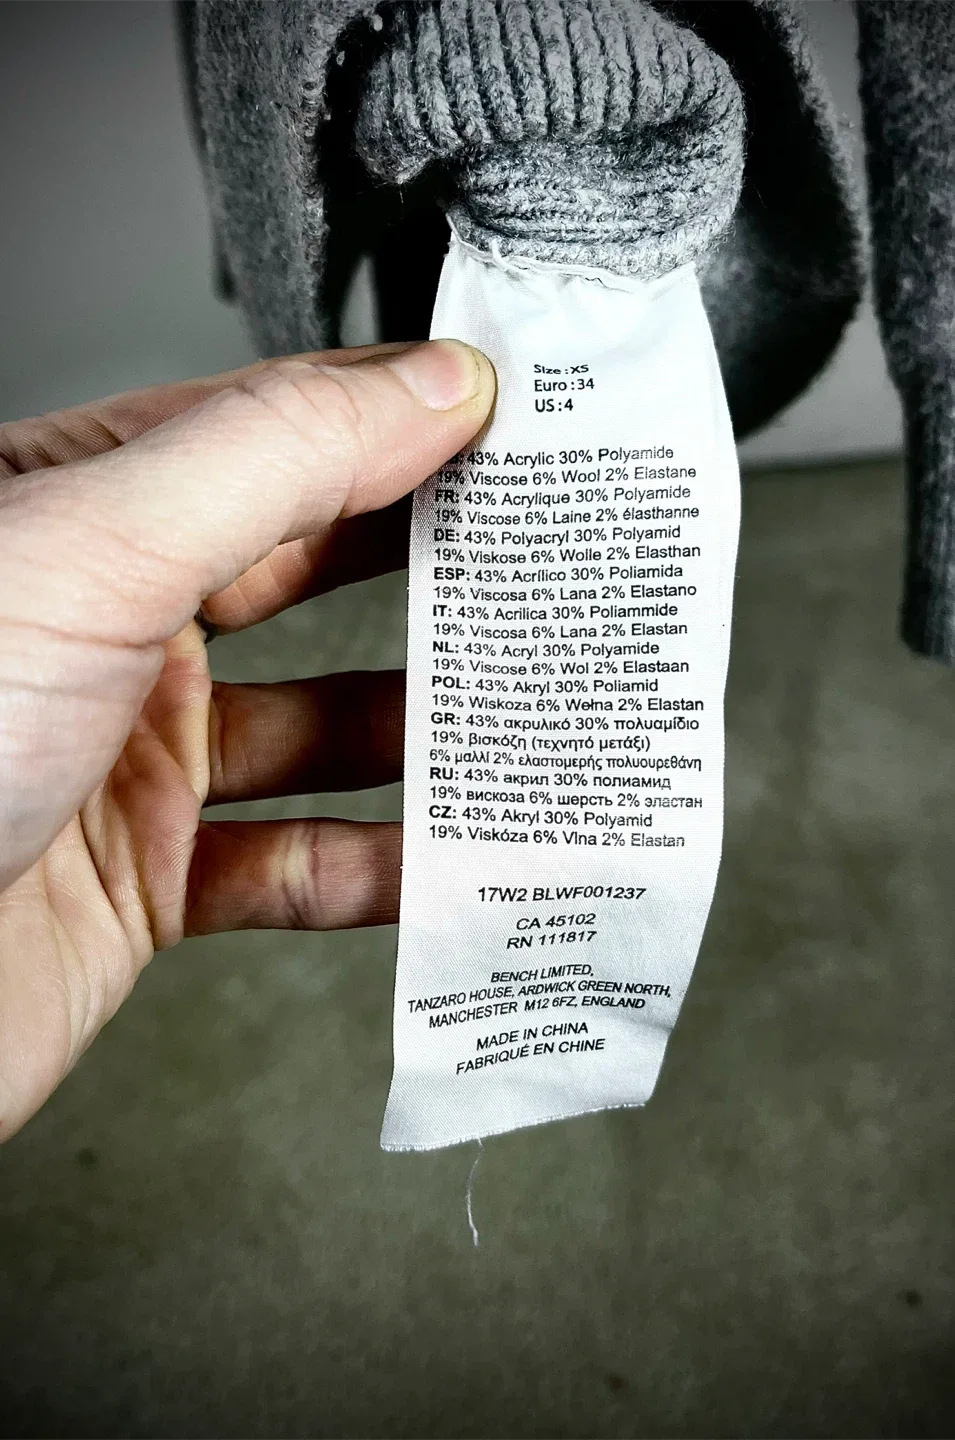 Size : XS
Euro : 34
US : 4
43% Acrylic 30% Polyamide
19% Viscose 6% Wool 2% Elastane
FR: 43% Acrylique 30% Polyamide
19% Viscose 6% Laine 2% élasthanne
DE: 43% Polyacryl 30% Polyamid
19% Viskose 6% Wolle 2% Elasthan
ESP: 43% Acrílico 30% Poliamida
19% Viscosa 6% Lana 2% Elastano
IT: 43% Acrilica 30% Poliammide
19% Viscosa 6% Lana 2% Elastan
NL: 43% Acryl 30% Polyamide
19% Viscose 6% Wol 2% Elastaan
POL: 43% Akryl 30% Poliamid
19% Wiskoza 6% Wełna 2% Elastan
GR: 43% ακρυλικό 30% πολυαμίδιο
19% βισκόζη (τεχνητό μετάξι)
6% μαλλί 2% ελαστομερής πολυουρεθάνη
RU: 43% акрил 30% полиамид
19% вискоза 6% шерсть 2% эластан
CZ: 43% Akryl 30% Polyamid
19% Viskóza 6% Vlna 2% Elastan
17W2 BLWF001237
CA 45102
RN 111817
BENCH LIMITED,
TANZARO HOUSE, ARDWICK GREEN NORTH,
MANCHESTER M12 6FZ, ENGLAND
MADE IN CHINA
FABRIQUÉ EN CHINE